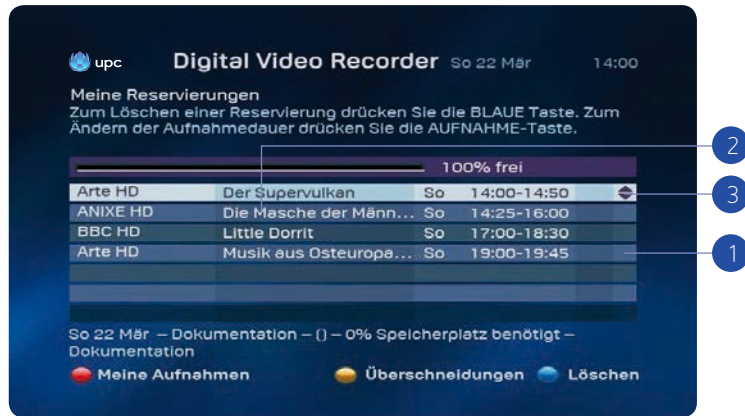 upc Digital Video Recorder So 22 Mär 14:00
Meine Reservierungen
Zum Löschen einer Reservierung drücken Sie die BLAUE Taste. Zum
Ändern der Aufnahmedauer drücken Sie die AUFNAHME-Taste.
2
100% frei
Arte HD Der Supervulkan So 14:00-14:50 3
ANIXE HD Die Masche der Männ... So 14:25-16:00
BBC HD Little Dorrit So 17:00-18:30
Arte HD Musik aus Osteuropa... So 19:00-19:45 1
So 22 Mär – Dokumentation – () – 0% Speicherplatz benötigt –
Dokumentation
Meine Aufnahmen Überschneidungen Löschen